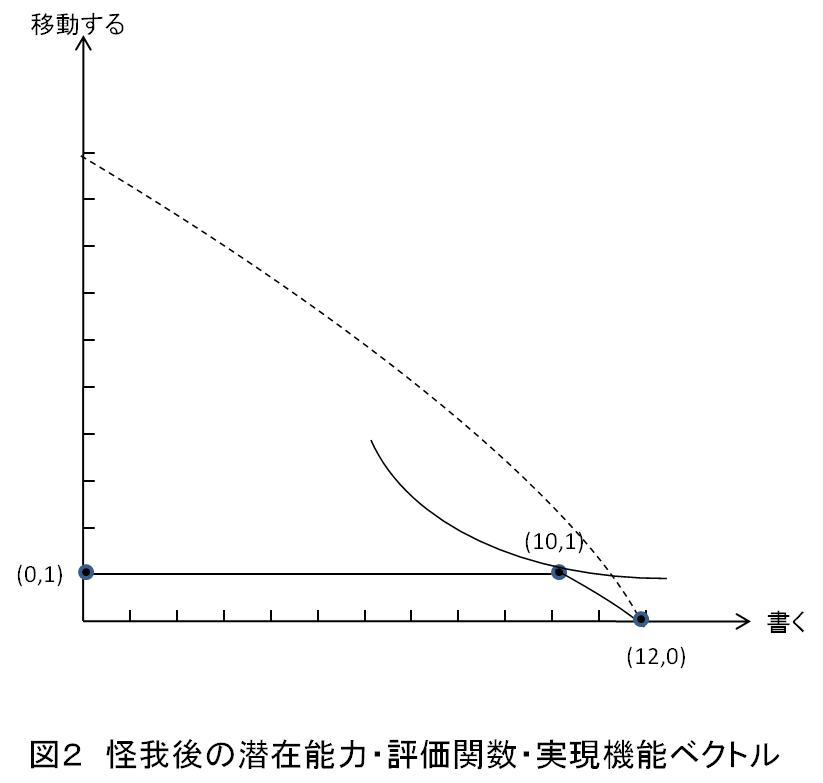 移動する
(10,1)
(0,1)
書く
(12,0)
図２　怪我後の潜在能力・評価関数・実現機能ベクトル